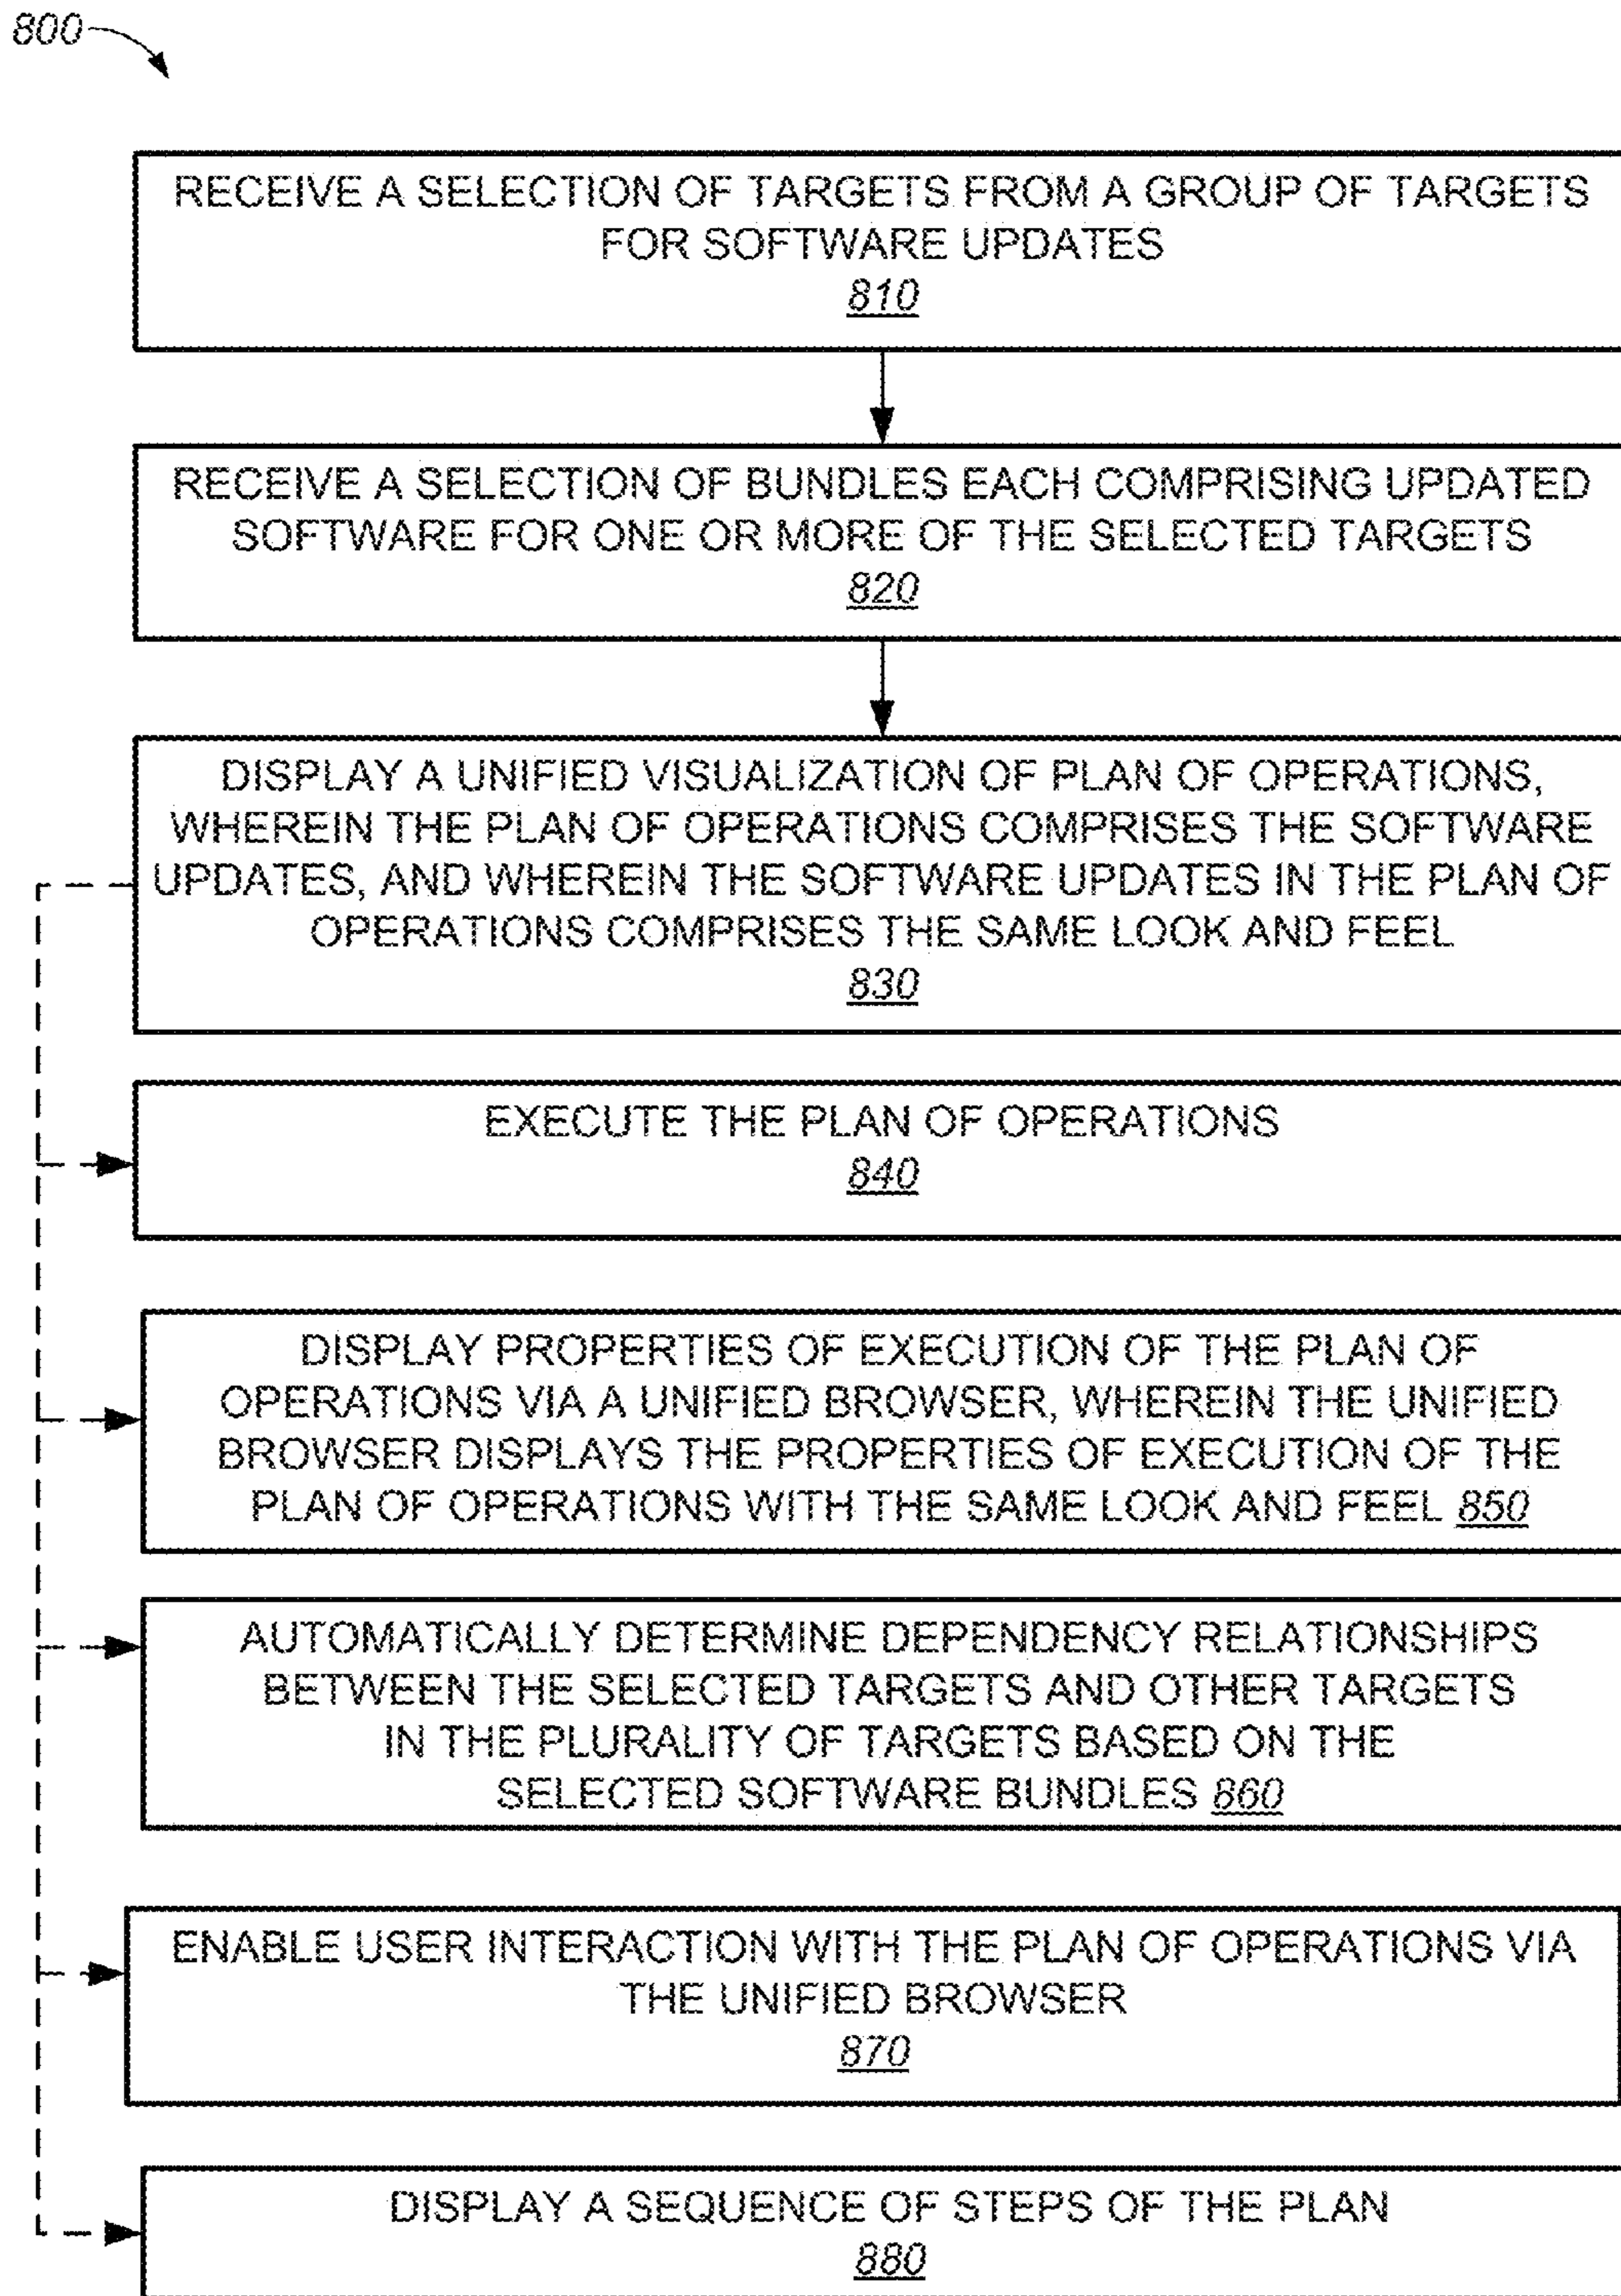 800
RECEIVE A SELECTION OF TARGETS FROM A GROUP OF TARGETS
FOR SOFTWARE UPDATES
810
RECEIVE A SELECTION OF BUNDLES EACH COMPRISING UPDATED
SOFTWARE FOR ONE OR MORE OF THE SELECTED TARGETS
820
DISPLAY A UNIFIED VISUALIZATION OF PLAN OF OPERATIONS,
WHEREIN THE PLAN OF OPERATIONS COMPRISES THE SOFTWARE
UPDATES, AND WHEREIN THE SOFTWARE UPDATES IN THE PLAN OF
OPERATIONS COMPRISES THE SAME LOOK AND FEEL
830
EXECUTE THE PLAN OF OPERATIONS
840
DISPLAY PROPERTIES OF EXECUTION OF THE PLAN OF
OPERATIONS VIA A UNIFIED BROWSER, WHEREIN THE UNIFIED
BROWSER DISPLAYS THE PROPERTIES OF EXECUTION OF THE
PLAN OF OPERATIONS WITH THE SAME LOOK AND FEEL 850
AUTOMATICALLY DETERMINE DEPENDENCY RELATIONSHIPS
BETWEEN THE SELECTED TARGETS AND OTHER TARGETS
IN THE PLURALITY OF TARGETS BASED ON THE
SELECTED SOFTWARE BUNDLES 860
ENABLE USER INTERACTION WITH THE PLAN OF OPERATIONS VIA
THE UNIFIED BROWSER
870
DISPLAY A SEQUENCE OF STEPS OF THE PLAN
880